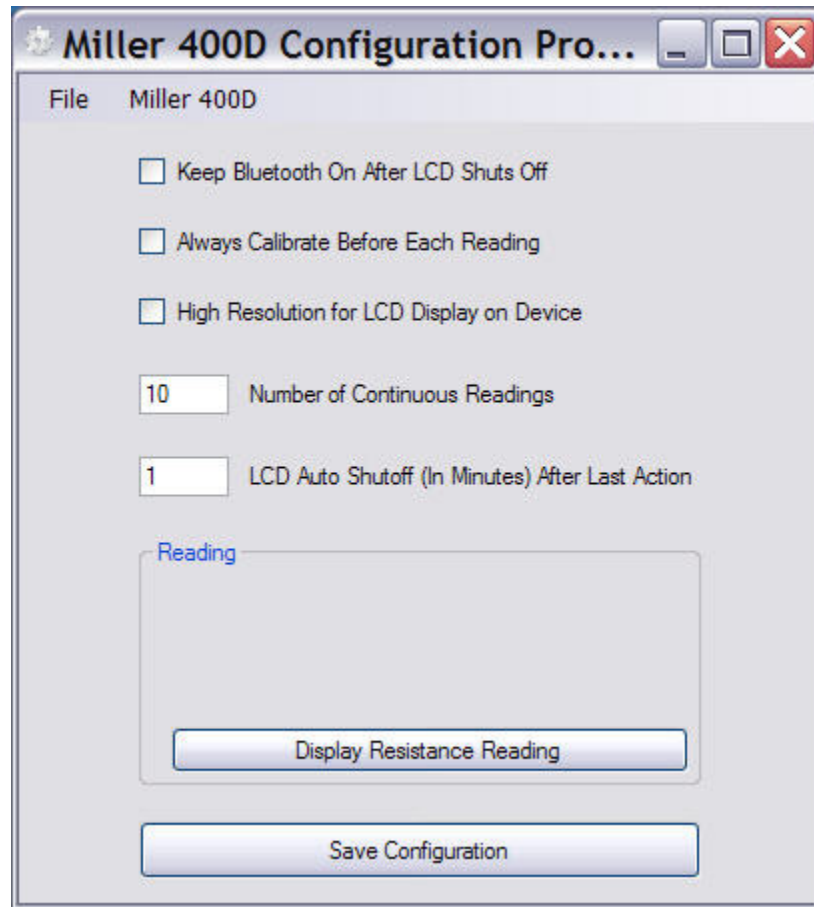 Miller 400D Configuration Pro...
File Miller 400D
Keep Bluetooth On After LCD Shuts Off
Always Calibrate Before Each Reading
High Resolution for LCD Display on Device
10 Number of Continuous Readings
1 LCD Auto Shutoff (In Minutes) After Last Action
Reading
Display Resistance Reading
Save Configuration